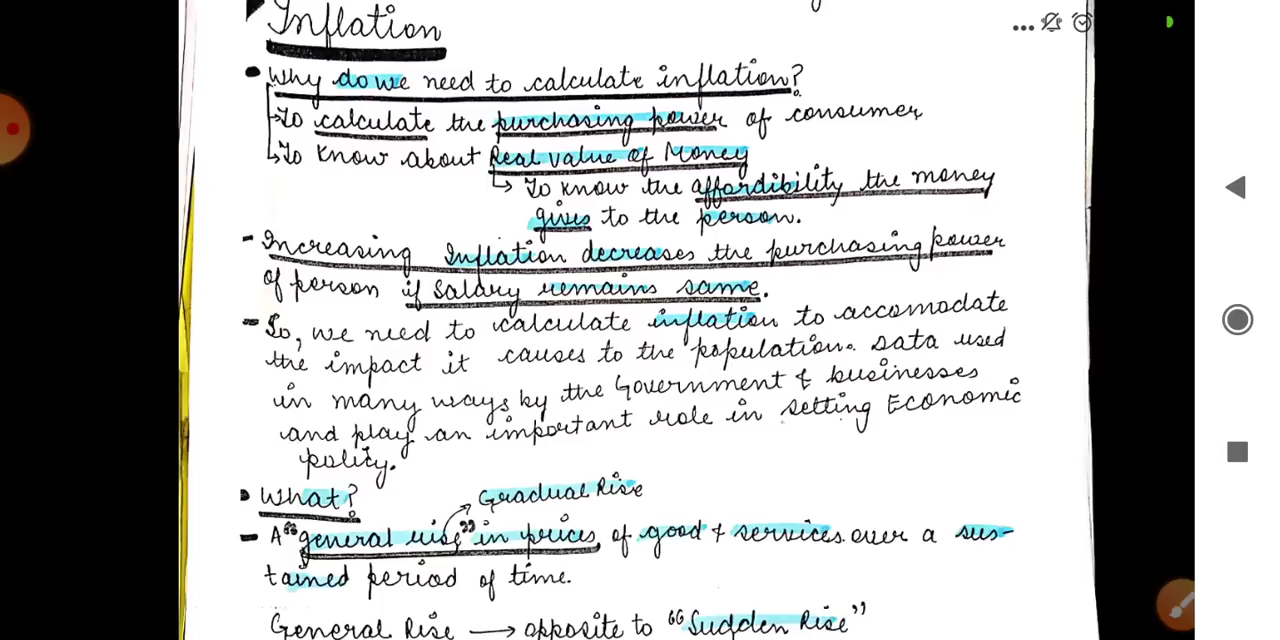 Inflation
• Why do we need to calculate inflation?
→ To calculate the purchasing power of consumer
→ To know about Real value of Money
↳ To know the affordibility the money
gives to the person.
- Increasing Inflation decreases the purchasing power
of person if salary remains same.
- So, we need to calculate inflation to accomodate
the impact it causes to the population. Data used
in many ways by the Government & businesses
and play an important role in setting Economic
policy.
• What?
Gradual Rise
- A "general rise" in prices of good & services over a sus-
tained period of time.
General Rise → opposite to "Sudden Rise"